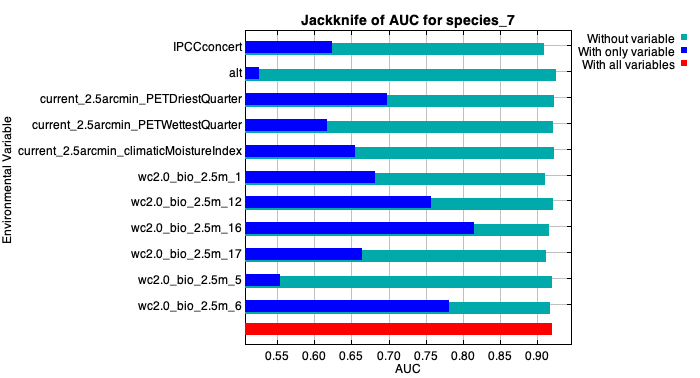 Jackknife of AUC for species_7
Without variable
With only variable
With all variables
Environmental Variable
IPCCconcert
alt
current_2.5arcmin_PETDriestQuarter
current_2.5arcmin_PETWettestQuarter
current_2.5arcmin_climaticMoistureIndex
wc2.0_bio_2.5m_1
wc2.0_bio_2.5m_12
wc2.0_bio_2.5m_16
wc2.0_bio_2.5m_17
wc2.0_bio_2.5m_5
wc2.0_bio_2.5m_6
0.55 0.60 0.65 0.70 0.75 0.80 0.85 0.90
AUC